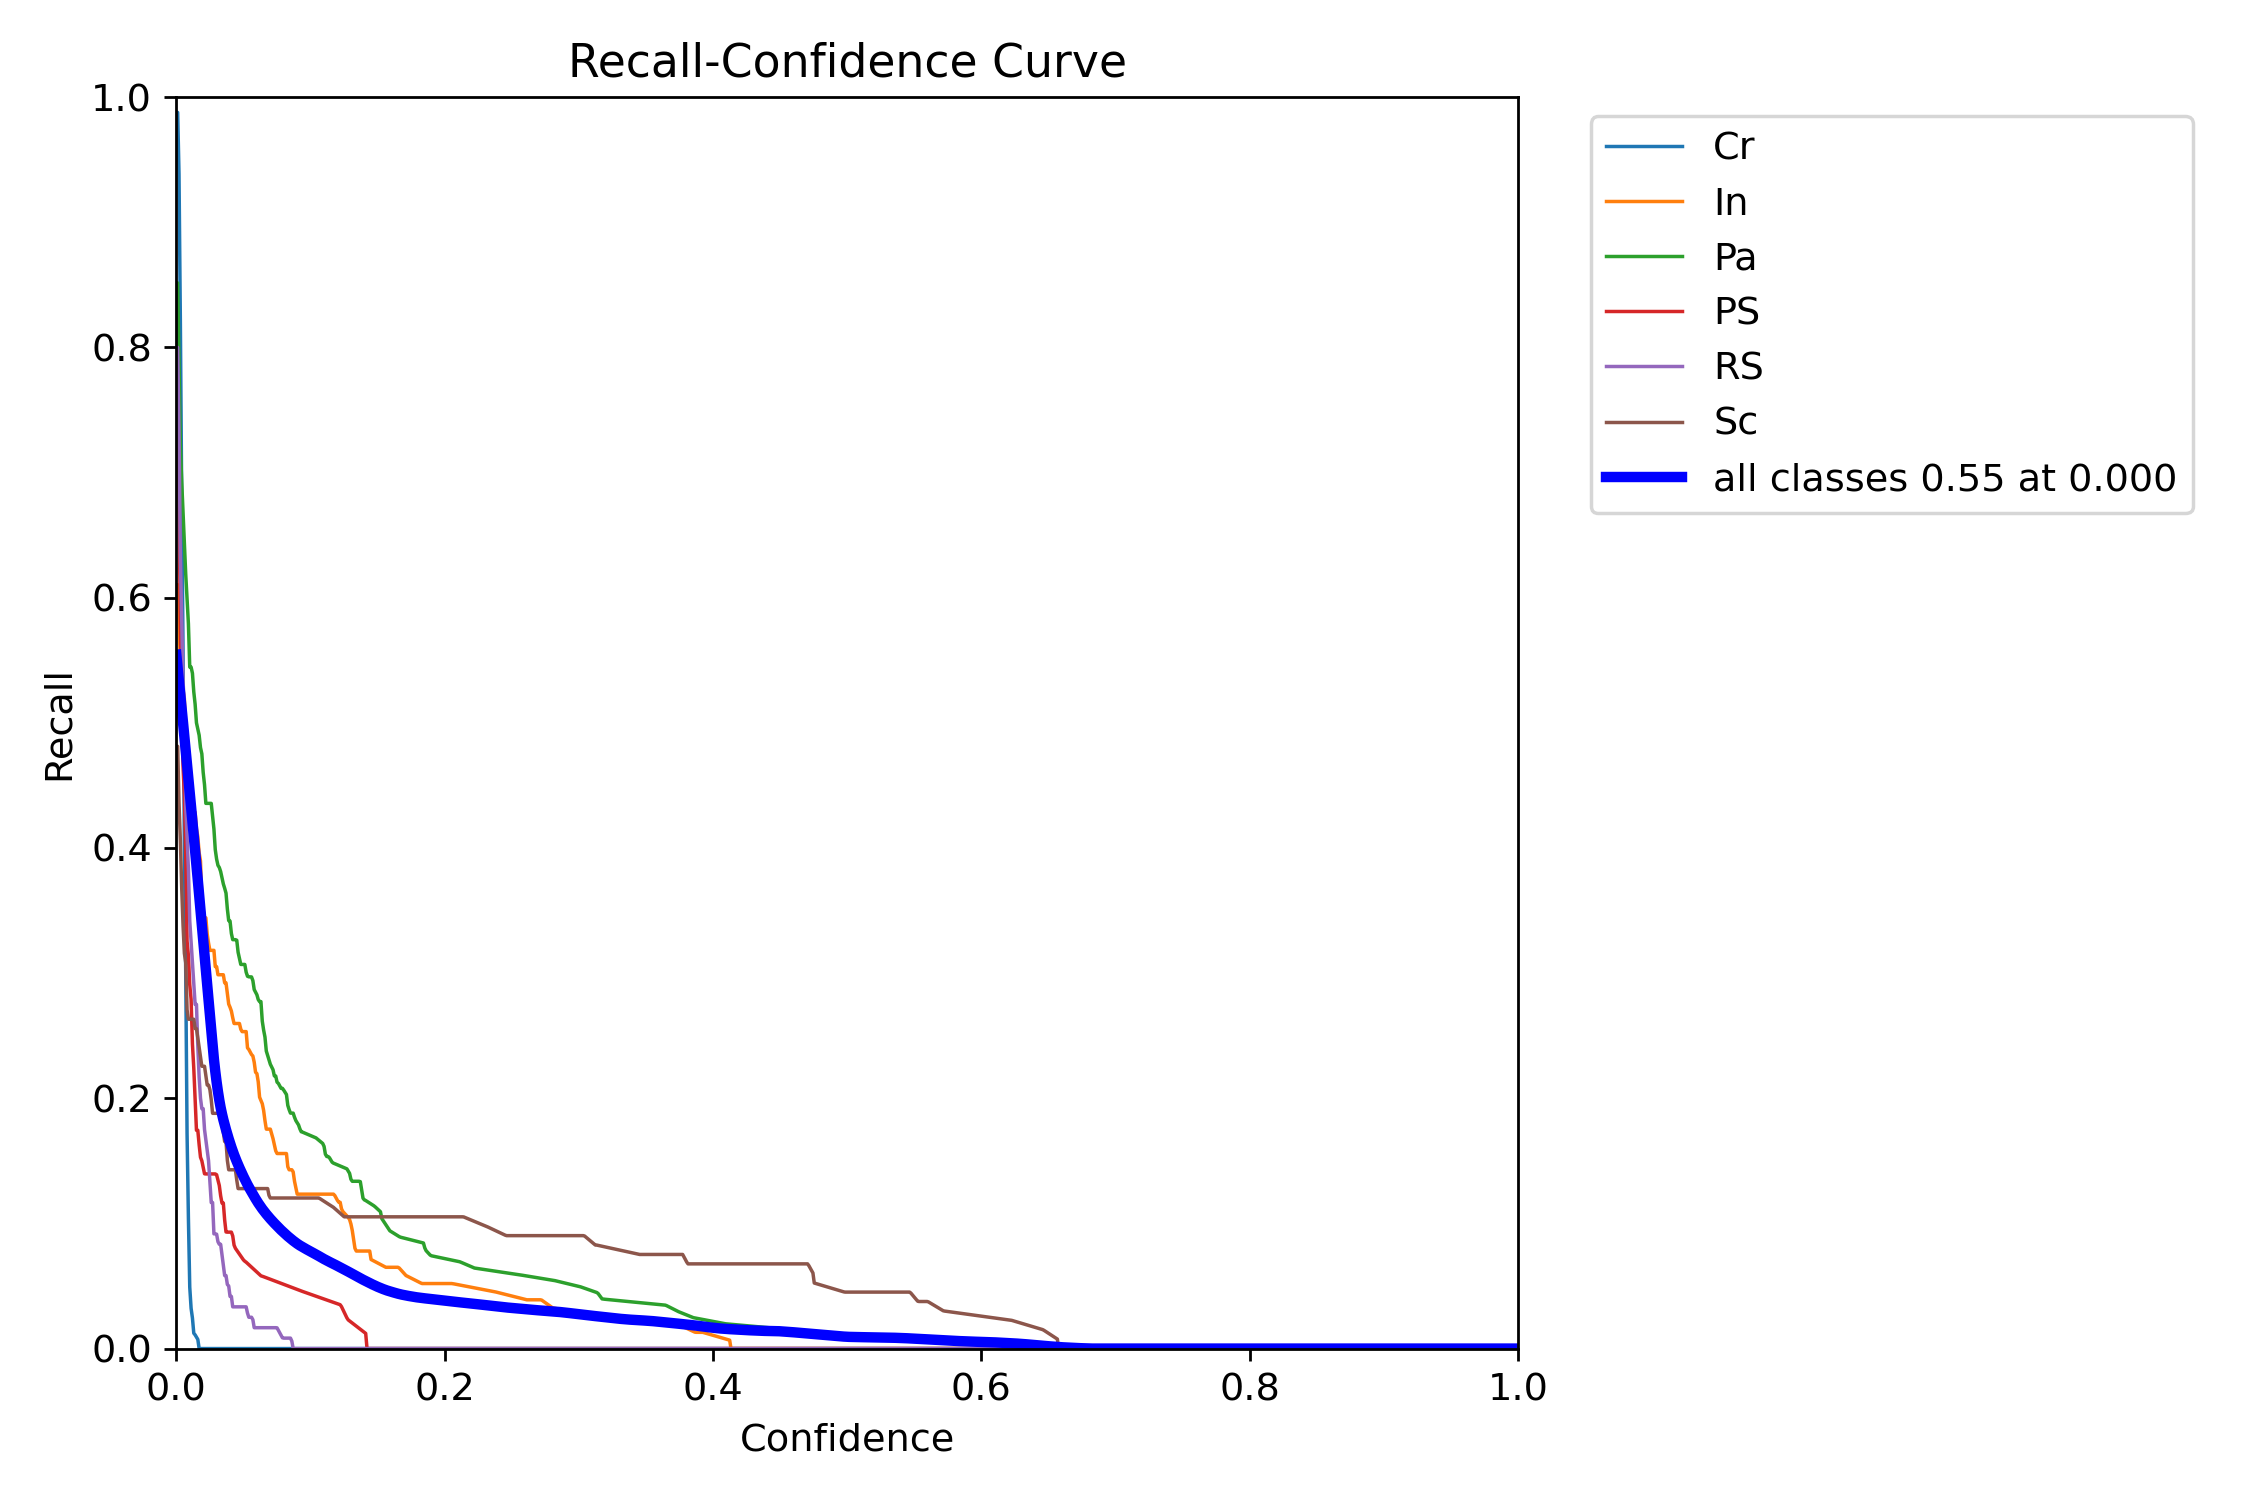 Recall-Confidence Curve
1.0
0.8
0.6
0.4
0.2
0.0
Recall
0.0 0.2 0.4 0.6 0.8 1.0
Confidence
Cr
In
Pa
PS
RS
Sc
all classes 0.55 at 0.000